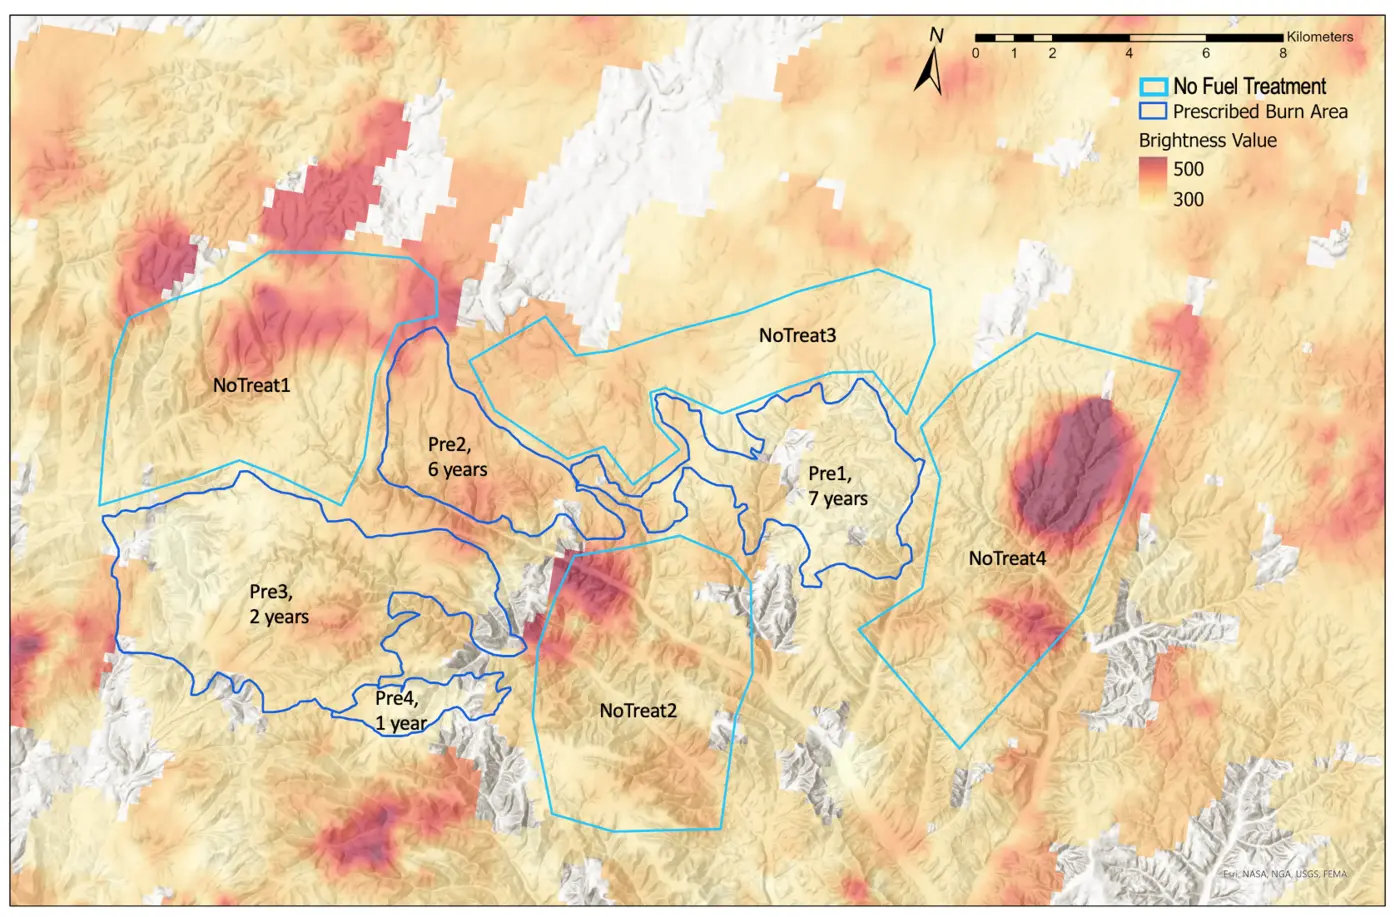 N
Kilometers
0 1 2 4 6 8
No Fuel Treatment
Prescribed Burn Area
Brightness Value
500
300
NoTreat3
NoTreat1
Pre2,
6 years
Pre1,
7 years
NoTreat4
Pre3,
2 years
Pre4,
1 year
NoTreat2
Esri, NASA, NGA, USGS, FEMA